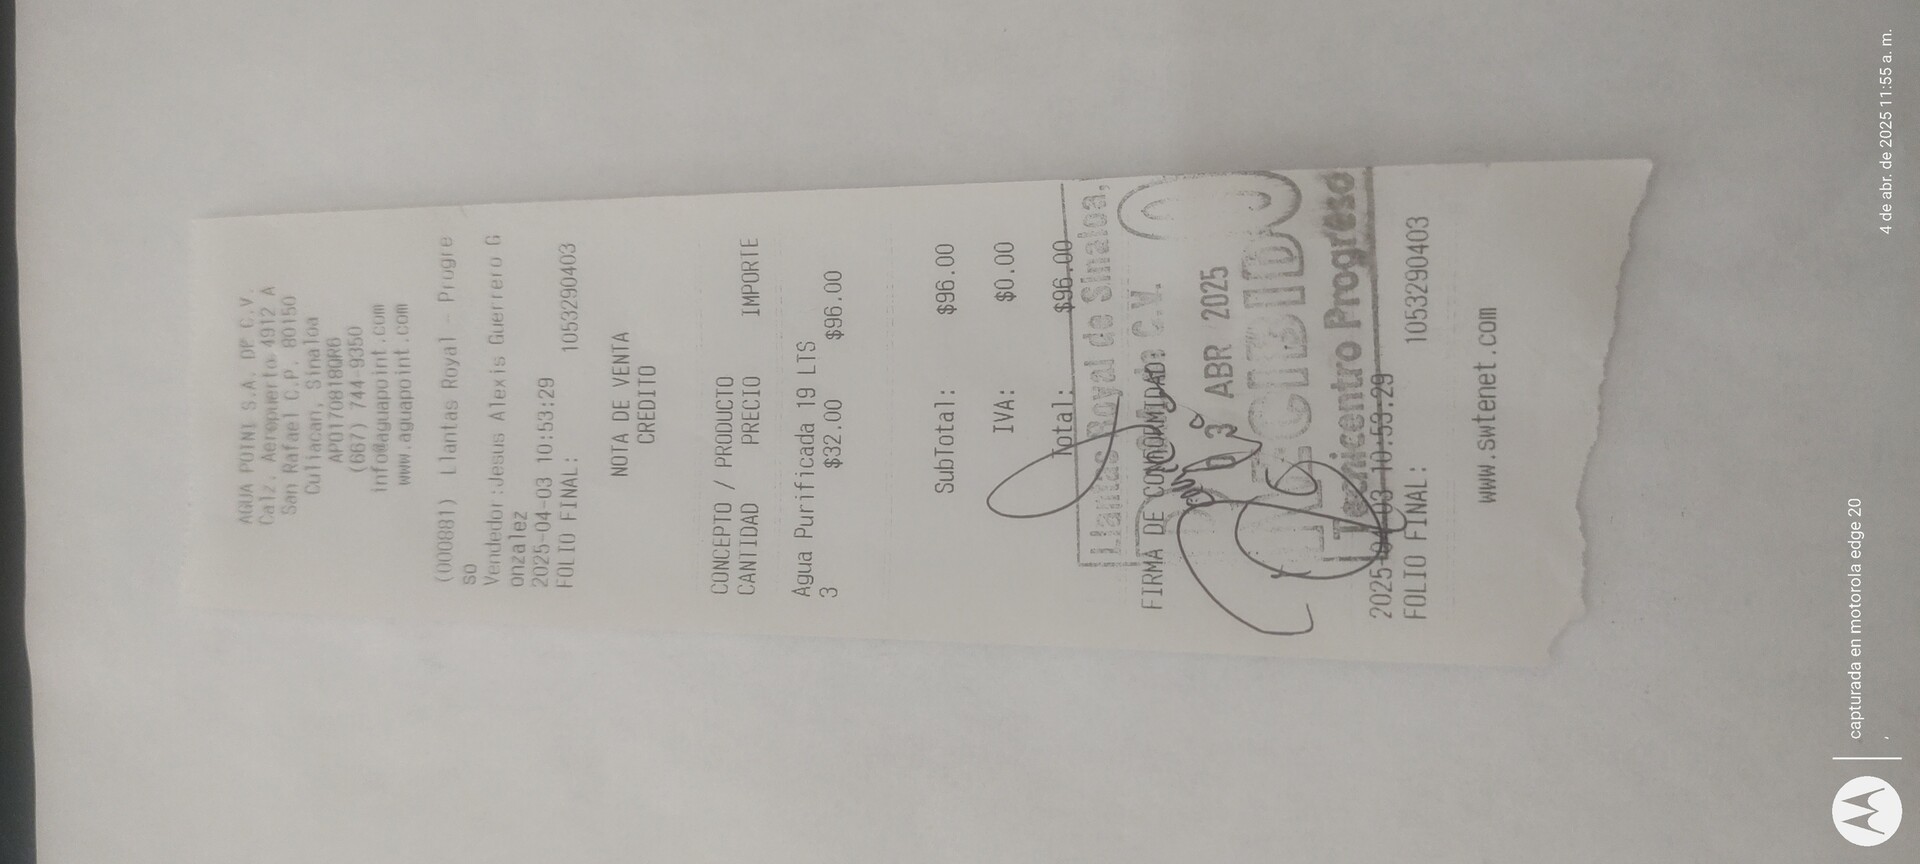 AGUA POINT S.A. DE C.V.
Calz. Aeropuerto 4912 A
San Rafael C.P. 80150
Culiacan, Sinaloa
APO170818QR6
(667) 744-9350
info@aguapoint.com
www.aguapoint.com
(000881) Llantas Royal - Progre
so
Vendedor:Jesus Alexis Guerrero G
onzalez
2025-04-03 10:53:29
FOLIO FINAL: 1053290403
NOTA DE VENTA
CREDITO
CONCEPTO / PRODUCTO
CANTIDAD PRECIO IMPORTE
Agua Purificada 19 LTS
3 $32.00 $96.00
SubTotal: $96.00
IVA: $0.00
Total: $96.00
Llantas Royal de Sinaloa,
FIRMA DE CONFORMIDAD C.V.
03 ABR 2025
RECIBIDO
Tecnicentro Progreso
2025-04-03 10:53:29
FOLIO FINAL: 1053290403
www.swtenet.com
capturada en motorola edge 20
4 de abr. de 2025 11:55 a. m.